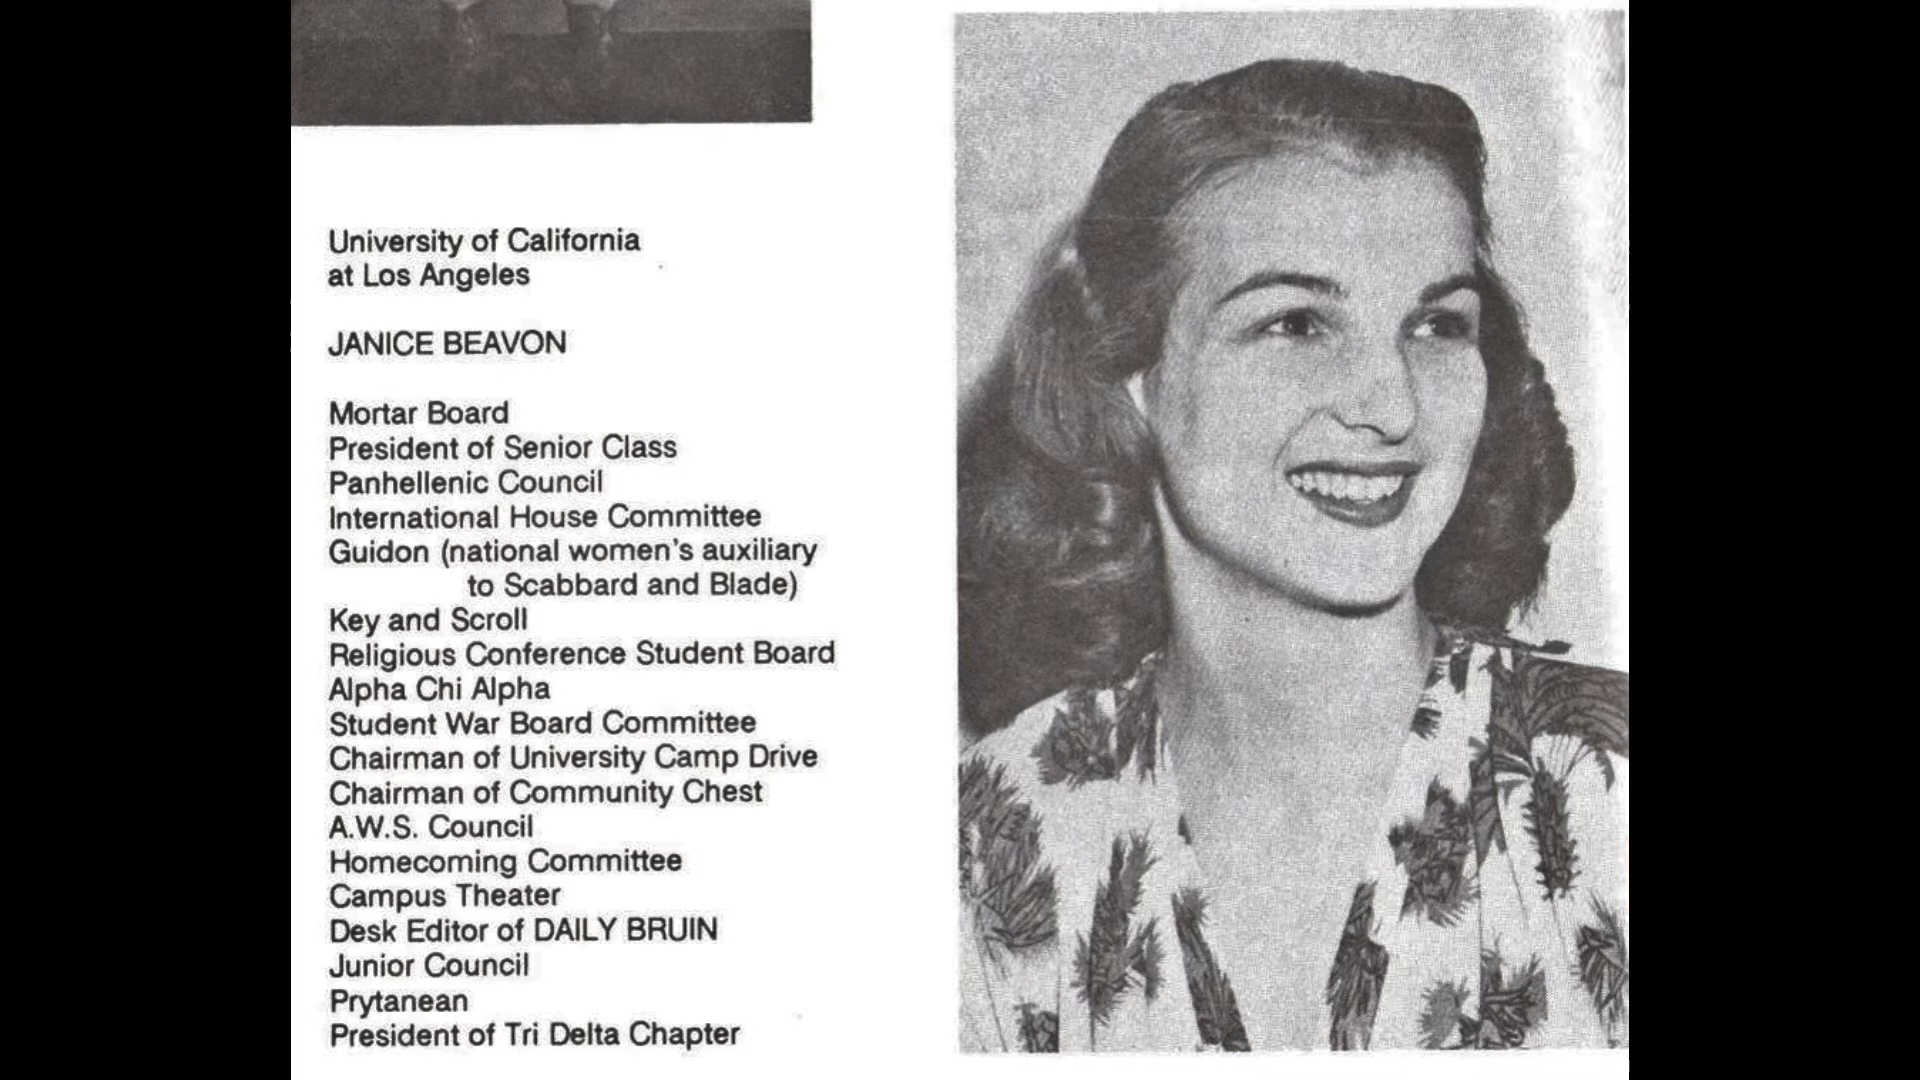 University of California
at Los Angeles
JANICE BEAVON
Mortar Board
President of Senior Class
Panhellenic Council
International House Committee
Guidon (national women's auxiliary
to Scabbard and Blade)
Key and Scroll
Religious Conference Student Board
Alpha Chi Alpha
Student War Board Committee
Chairman of University Camp Drive
Chairman of Community Chest
A.W.S. Council
Homecoming Committee
Campus Theater
Desk Editor of DAILY BRUIN
Junior Council
Prytanean
President of Tri Delta Chapter